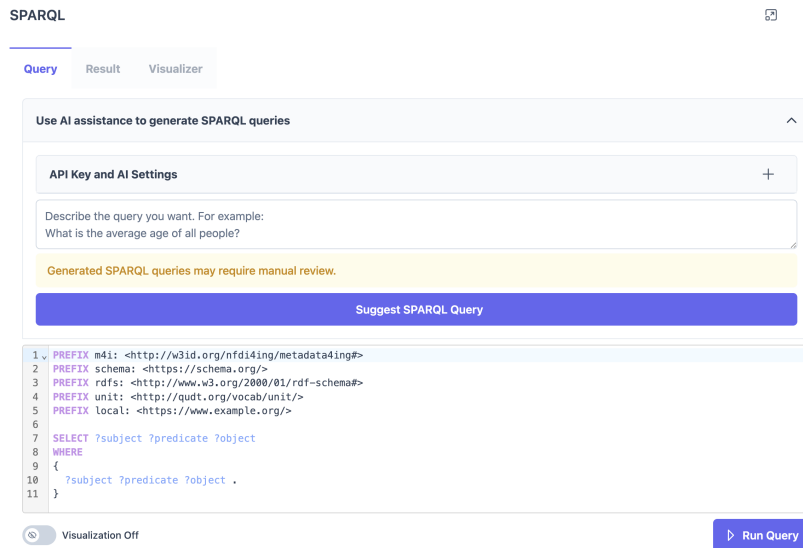 SPARQL
Query Result Visualizer
Use AI assistance to generate SPARQL queries
API Key and AI Settings
Describe the query you want. For example:
What is the average age of all people?
Generated SPARQL queries may require manual review.
Suggest SPARQL Query
1 PREFIX m4i: <http://w3id.org/nfdi4ing/metadata4ing#>
2 PREFIX schema: <https://schema.org/>
3 PREFIX rdfs: <http://www.w3.org/2000/01/rdf-schema#>
4 PREFIX unit: <http://qudt.org/vocab/unit/>
5 PREFIX local: <https://www.example.org/>
6
7 SELECT ?subject ?predicate ?object
8 WHERE
9 {
10 ?subject ?predicate ?object .
11 }
Visualization Off Run Query